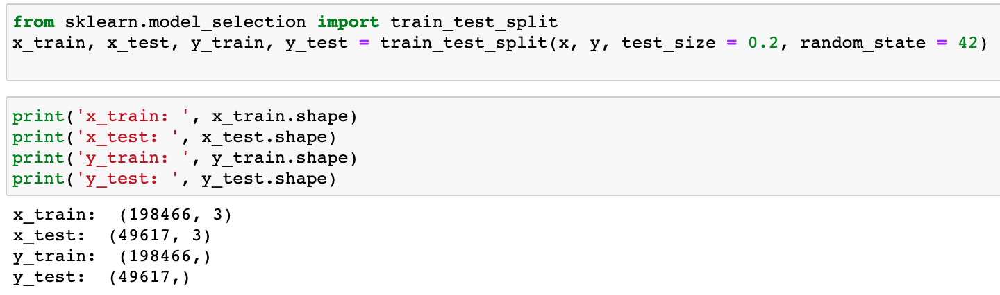 from sklearn.model_selection import train_test_split
x_train, x_test, y_train, y_test = train_test_split(x, y, test_size = 0.2, random_state = 42)
print('x_train: ', x_train.shape)
print('x_test: ', x_test.shape)
print('y_train: ', y_train.shape)
print('y_test: ', y_test.shape)
x_train:  (198466, 3)
x_test:  (49617, 3)
y_train:  (198466,)
y_test:  (49617,)